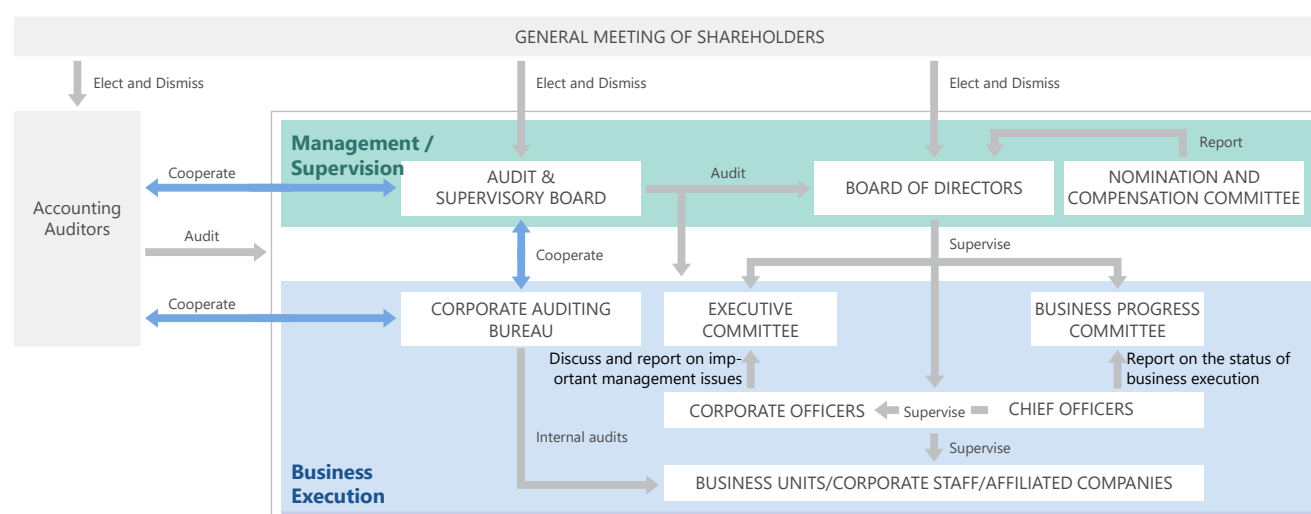 GENERAL MEETING OF SHAREHOLDERS
Elect and Dismiss
Elect and Dismiss
Elect and Dismiss
Management /
Supervision
Report
Cooperate
AUDIT &
SUPERVISORY BOARD
Audit
BOARD OF DIRECTORS
NOMINATION AND
COMPENSATION COMMITTEE
Accounting
Auditors
Audit
Cooperate
Supervise
Cooperate
CORPORATE AUDITING
BUREAU
EXECUTIVE
COMMITTEE
BUSINESS PROGRESS
COMMITTEE
Discuss and report on imp-
ortant management issues
Report on the status of
business execution
CORPORATE OFFICERS
Supervise
CHIEF OFFICERS
Internal audits
Supervise
Business
Execution
BUSINESS UNITS/CORPORATE STAFF/AFFILIATED COMPANIES